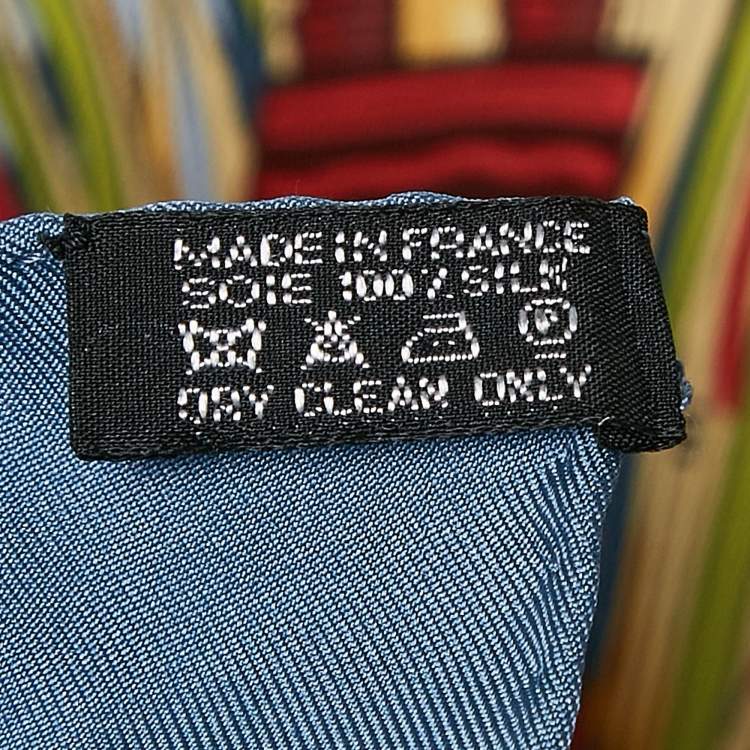 MADE IN FRANCE
SOIE 100% SILK
P
DRY CLEAN ONLY